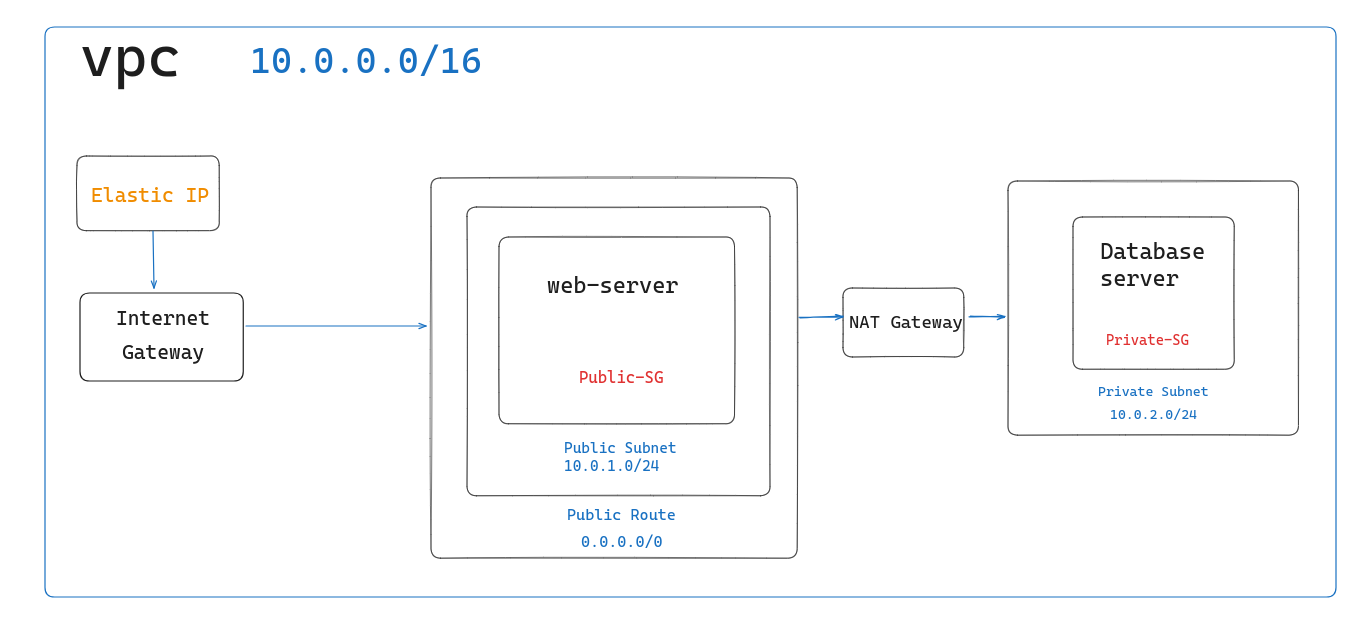 vpc 10.0.0.0/16
Elastic IP
Internet
Gateway
web-server
Public-SG
Public Subnet
10.0.1.0/24
Public Route
0.0.0.0/0
NAT Gateway
Database
server
Private-SG
Private Subnet
10.0.2.0/24